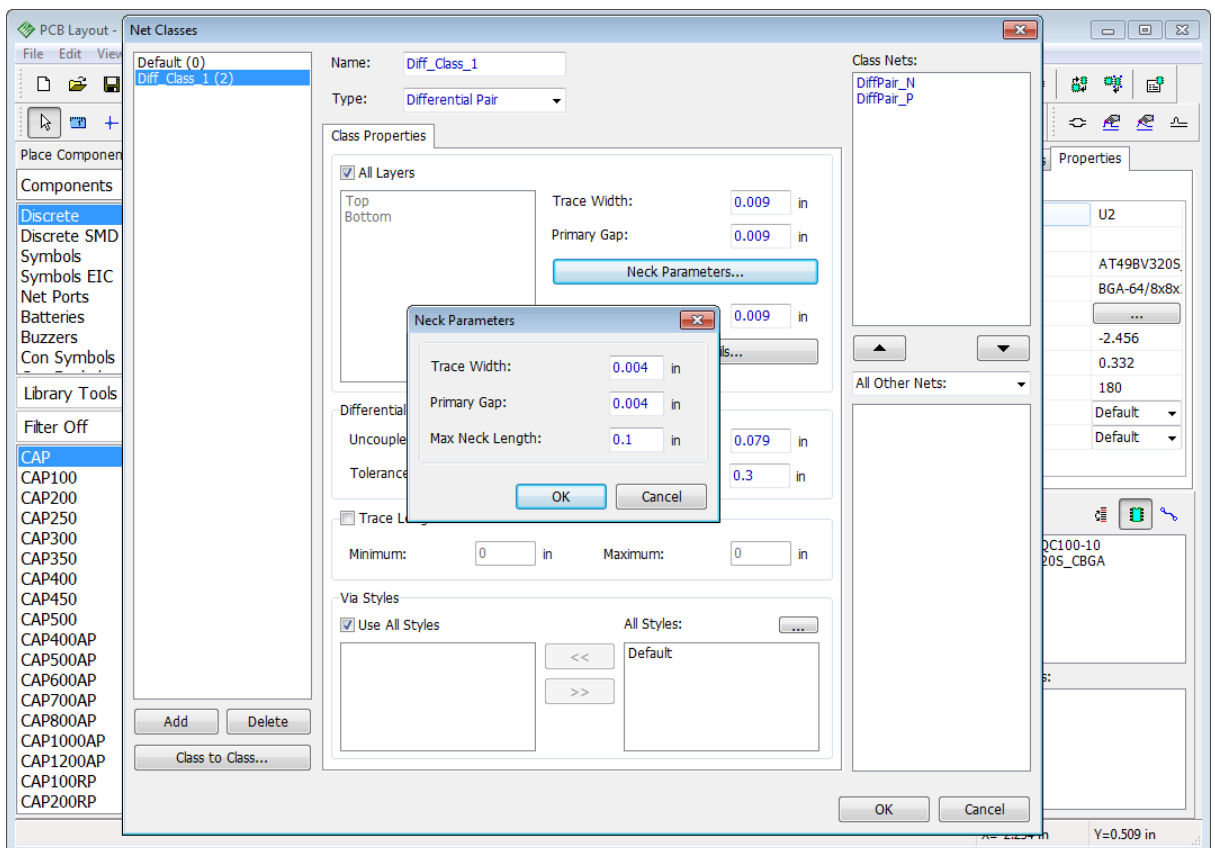 PCB Layout -
File Edit View
Place Componen
Components
Discrete
Discrete SMD
Symbols
Symbols EIC
Net Ports
Batteries
Buzzers
Con Symbols
Library Tools
Filter Off
CAP
CAP100
CAP200
CAP250
CAP300
CAP350
CAP400
CAP450
CAP500
CAP400AP
CAP500AP
CAP600AP
CAP700AP
CAP800AP
CAP1000AP
CAP1200AP
CAP100RP
CAP200RP
Net Classes
Default (0)
Diff_Class_1 (2)
Add Delete
Class to Class...
Name: Diff_Class_1
Type: Differential Pair
Class Properties
All Layers
Top
Bottom
Trace Width: 0.009 in
Primary Gap: 0.009 in
Neck Parameters...
0.009 in
ils...
Differential
Uncouple 0.079 in
Tolerance 0.3 in
Neck Parameters
Trace Width: 0.004 in
Primary Gap: 0.004 in
Max Neck Length: 0.1 in
OK Cancel
Trace Leng
Minimum: 0 in Maximum: 0 in
Via Styles
Use All Styles
All Styles: ...
<< Default
>>
Class Nets:
DiffPair_N
DiffPair_P
All Other Nets:
OK Cancel
s Properties
U2
AT49BV320S_
BGA-64/8x8x
...
-2.456
0.332
180
Default
Default
QC100-10
20S_CBGA
s:
Y=0.509 in